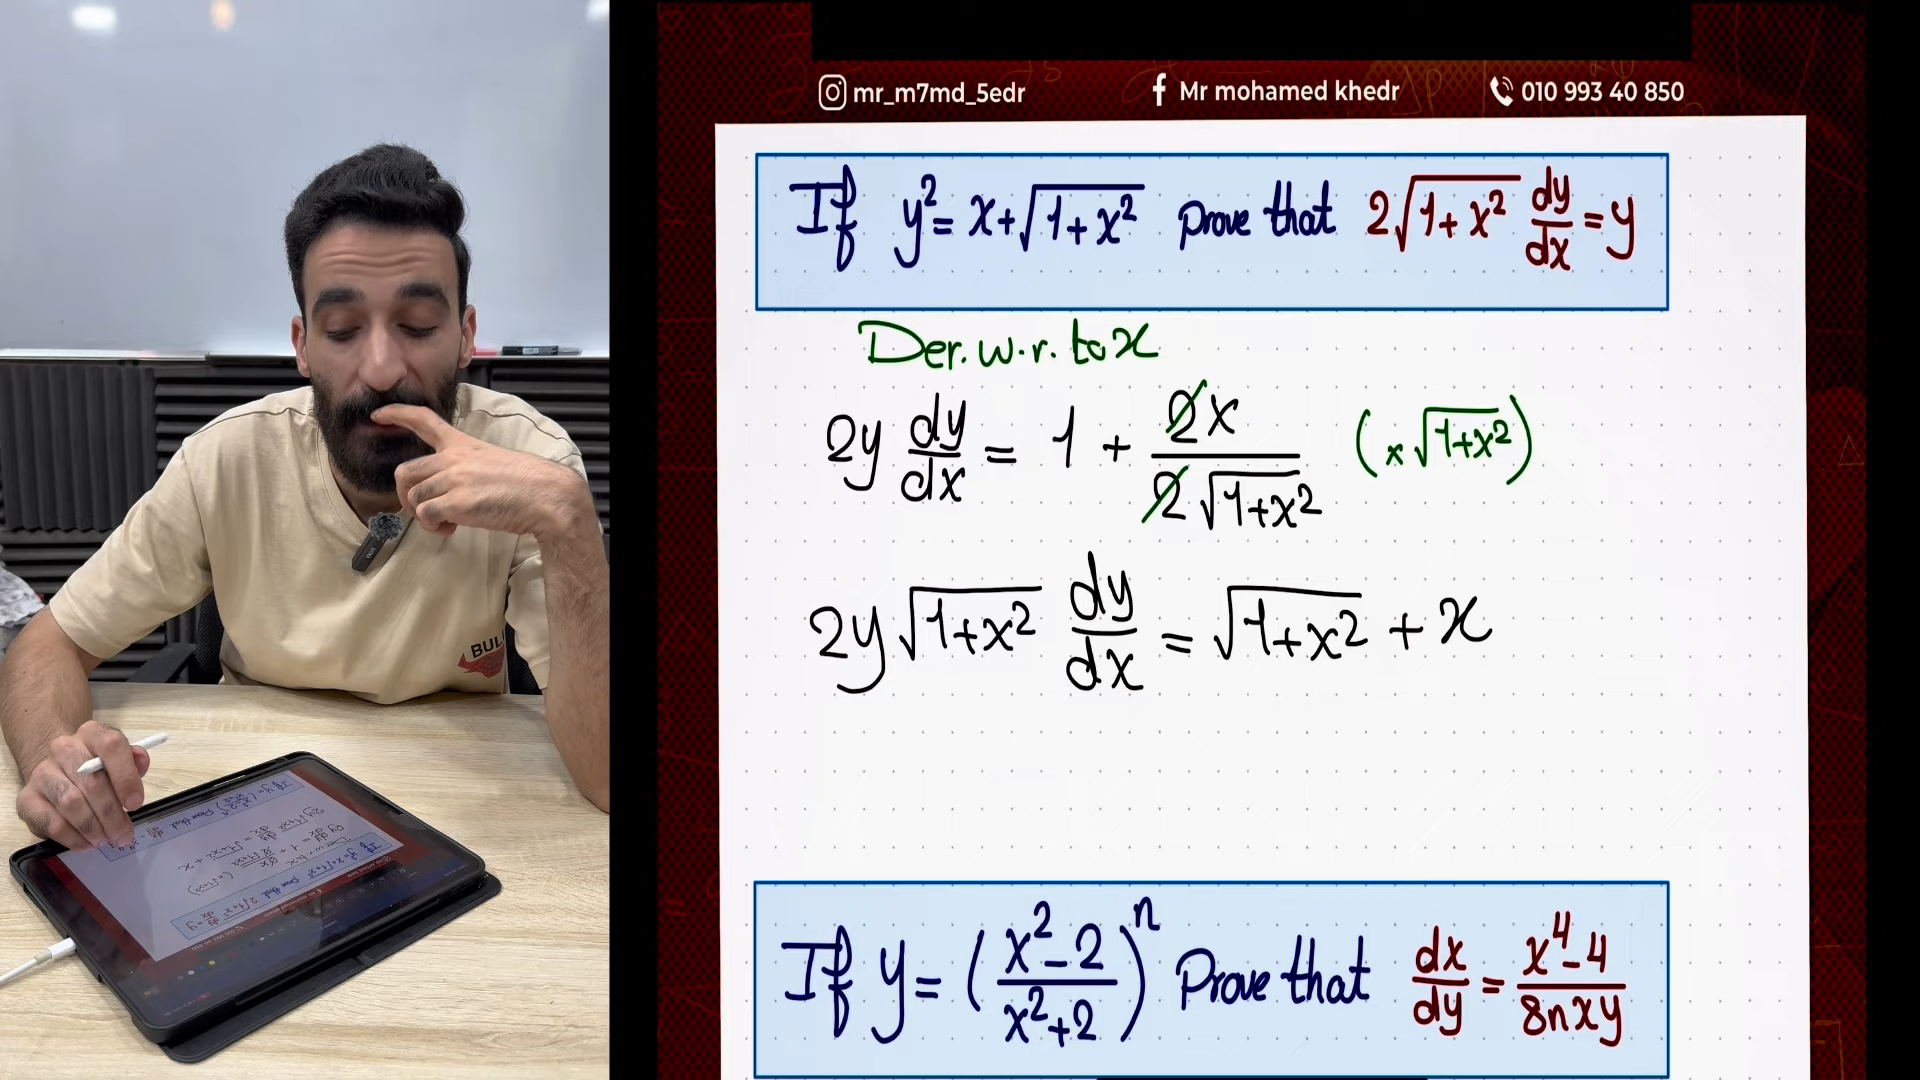 mr_m7md_5edr Mr mohamed khedr 010 993 40 850
If y² = x + √(1+x²) prove that 2√(1+x²) dy/dx = y
Der. w.r. to x
2y dy/dx = 1 + 2x/(2√(1+x²)) (× √(1+x²))
2y √(1+x²) dy/dx = √(1+x²) + x
If y = ((x²-2)/(x²+2))ⁿ Prove that dx/dy = (x⁴-4)/(8nxy)
BUL